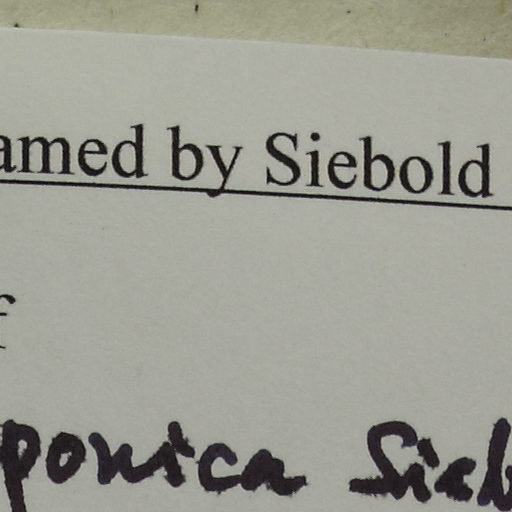 amed by Siebold
f
ponica Sieb